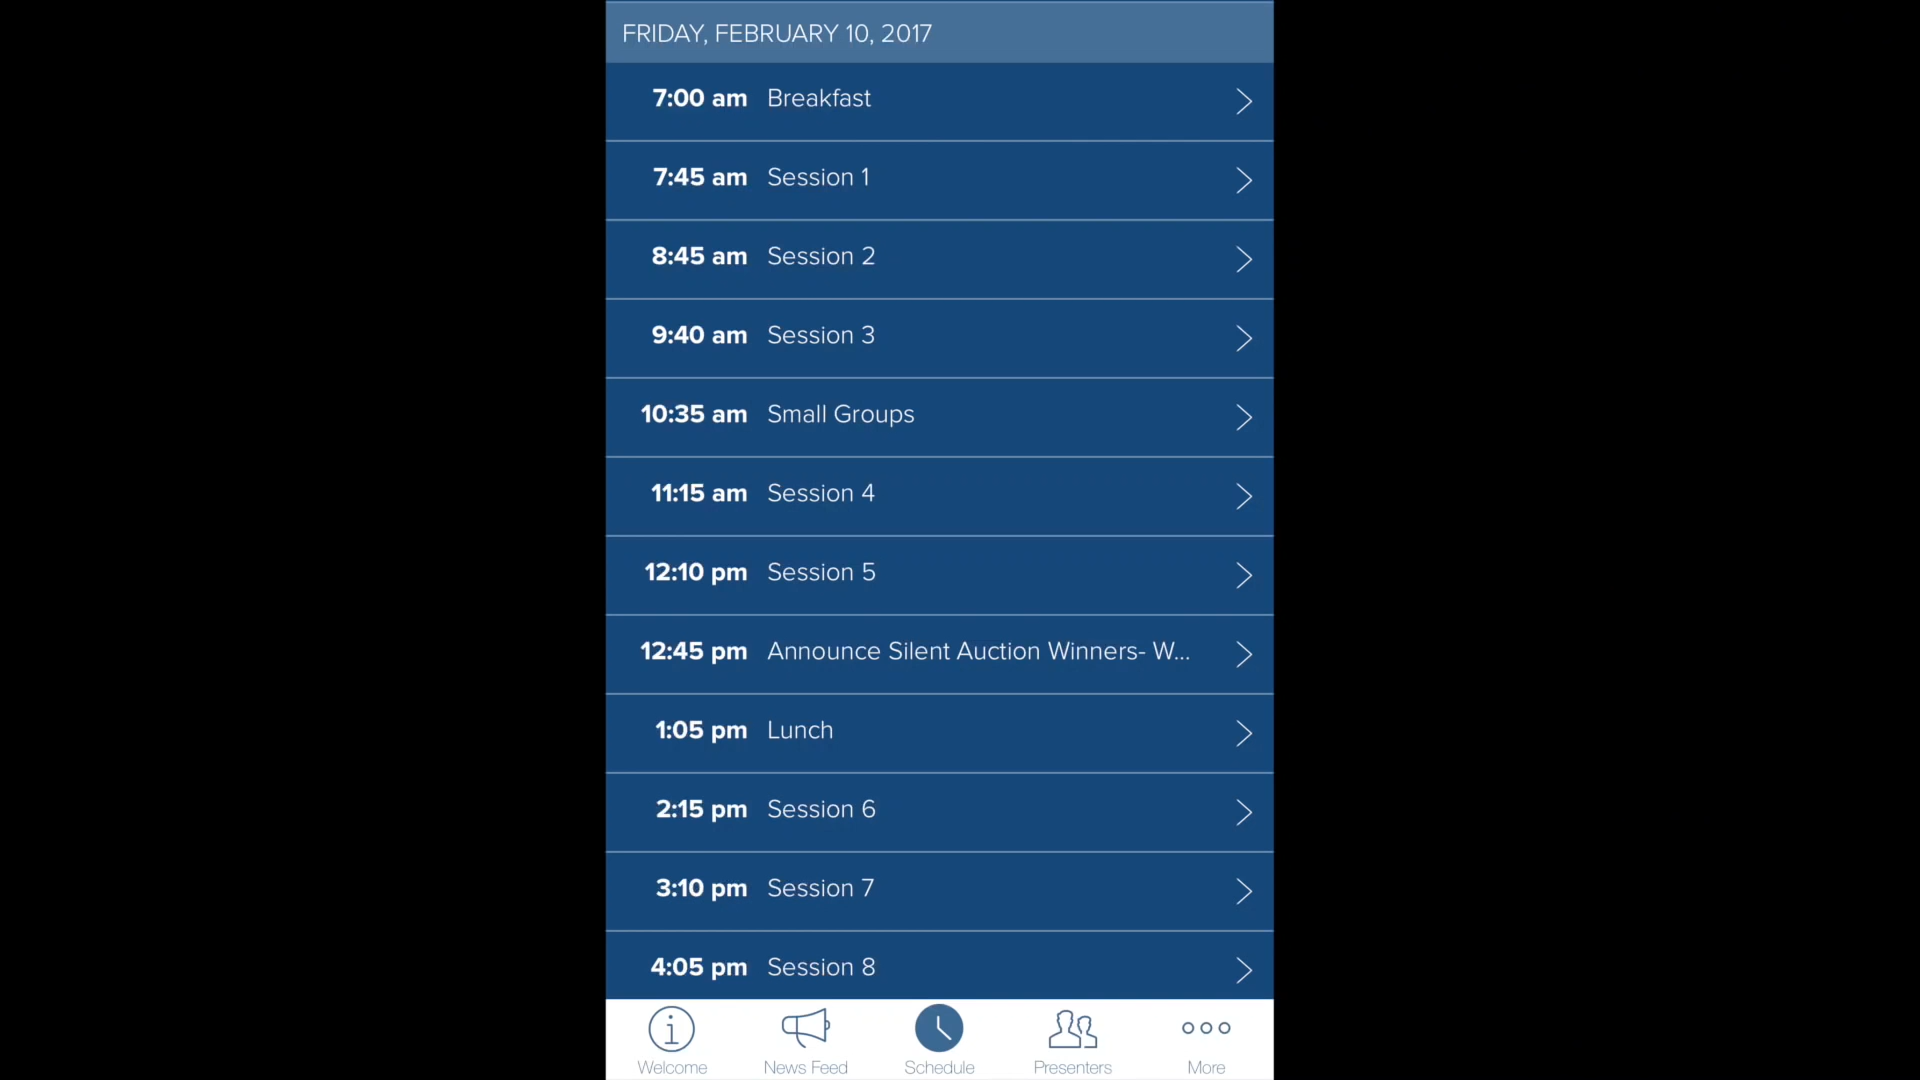 FRIDAY, FEBRUARY 10, 2017
7:00 am Breakfast
7:45 am Session 1
8:45 am Session 2
9:40 am Session 3
10:35 am Small Groups
11:15 am Session 4
12:10 pm Session 5
12:45 pm Announce Silent Auction Winners- W...
1:05 pm Lunch
2:15 pm Session 6
3:10 pm Session 7
4:05 pm Session 8
Welcome News Feed Schedule Presenters More